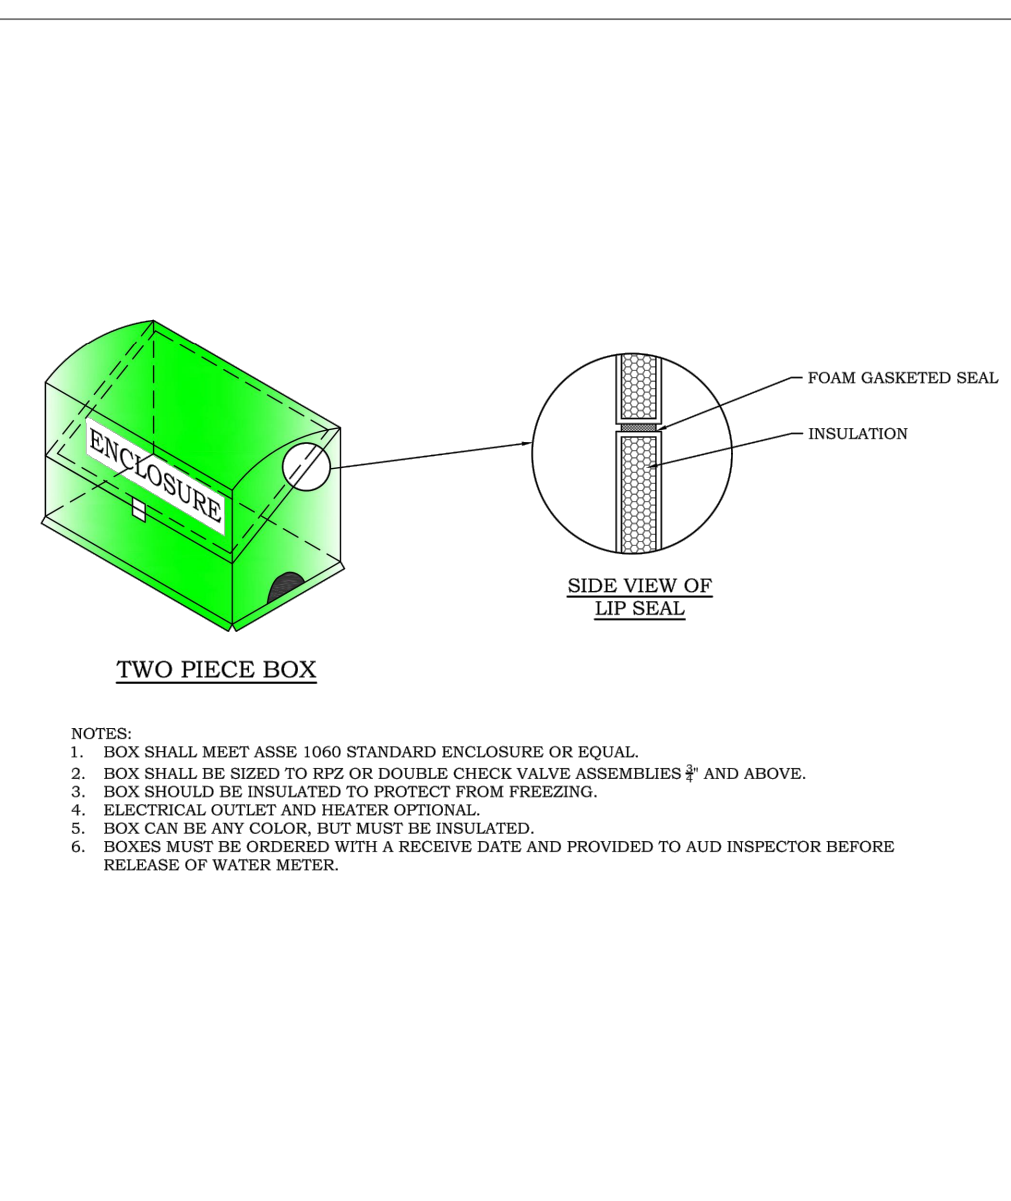 ENCLOSURE
FOAM GASKETED SEAL
INSULATION
SIDE VIEW OF
LIP SEAL
TWO PIECE BOX
NOTES:
1. BOX SHALL MEET ASSE 1060 STANDARD ENCLOSURE OR EQUAL.
2. BOX SHALL BE SIZED TO RPZ OR DOUBLE CHECK VALVE ASSEMBLIES 3/4" AND ABOVE.
3. BOX SHOULD BE INSULATED TO PROTECT FROM FREEZING.
4. ELECTRICAL OUTLET AND HEATER OPTIONAL.
5. BOX CAN BE ANY COLOR, BUT MUST BE INSULATED.
6. BOXES MUST BE ORDERED WITH A RECEIVE DATE AND PROVIDED TO AUD INSPECTOR BEFORE
RELEASE OF WATER METER.